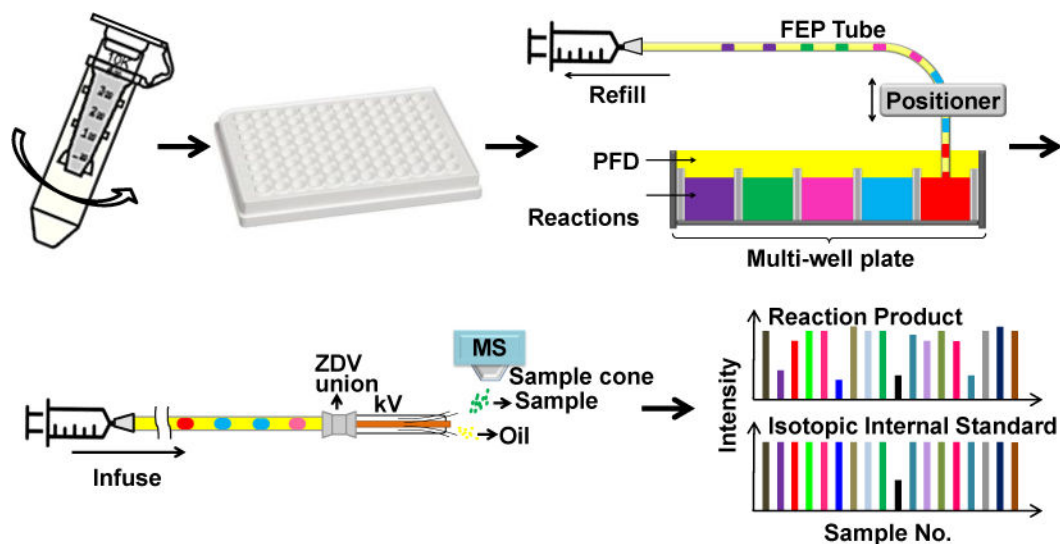 FEP Tube
Refill
Positioner
PFD
Reactions
Multi-well plate
MS
ZDV
union
kV
Sample cone
Sample
Oil
Infuse
Reaction Product
Intensity
Isotopic Internal Standard
Sample No.